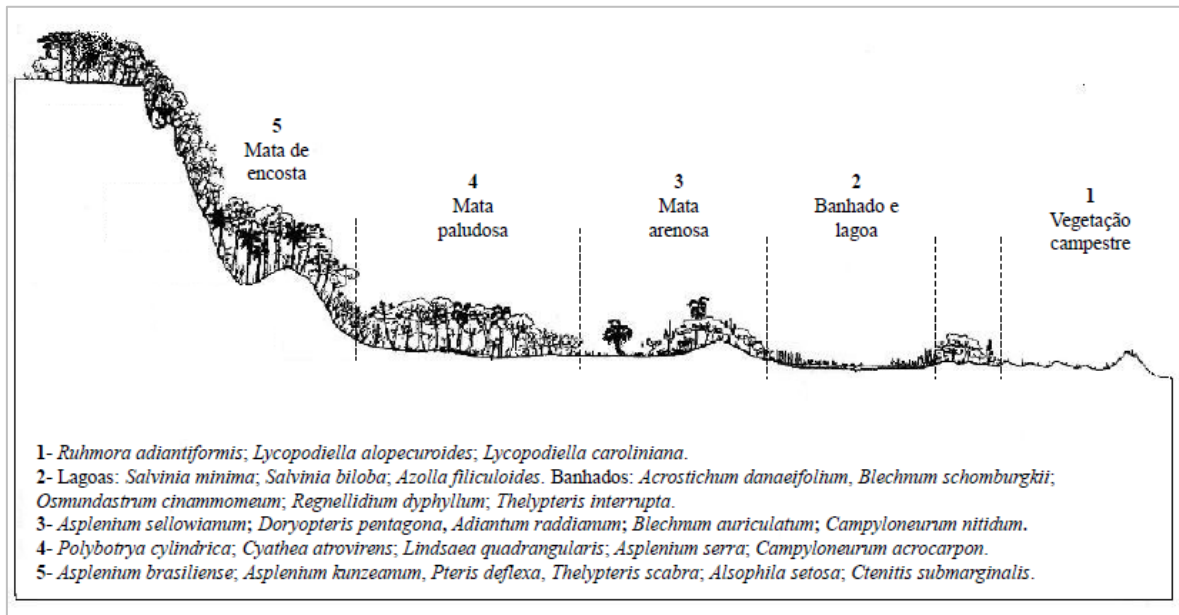 5
Mata de
encosta
4
Mata
paludosa
3
Mata
arenosa
2
Banhado e
lagoa
1
Vegetação
campestre
1- Ruhmora adiantiformis; Lycopodiella alopecuroides; Lycopodiella caroliniana.
2- Lagoas: Salvinia minima; Salvinia biloba; Azolla filiculoides. Banhados: Acrostichum danaeifolium, Blechnum schomburgkii;
Osmundastrum cinammomeum; Regnellidium dyphyllum; Thelypteris interrupta.
3- Asplenium sellowianum; Doryopteris pentagona, Adiantum raddianum; Blechnum auriculatum; Campyloneurum nitidum.
4- Polybotrya cylindrica; Cyathea atrovirens; Lindsaea quadrangularis; Asplenium serra; Campyloneurum acrocarpon.
5- Asplenium brasiliense; Asplenium kunzeanum, Pteris deflexa, Thelypteris scabra; Alsophila setosa; Ctenitis submarginalis.